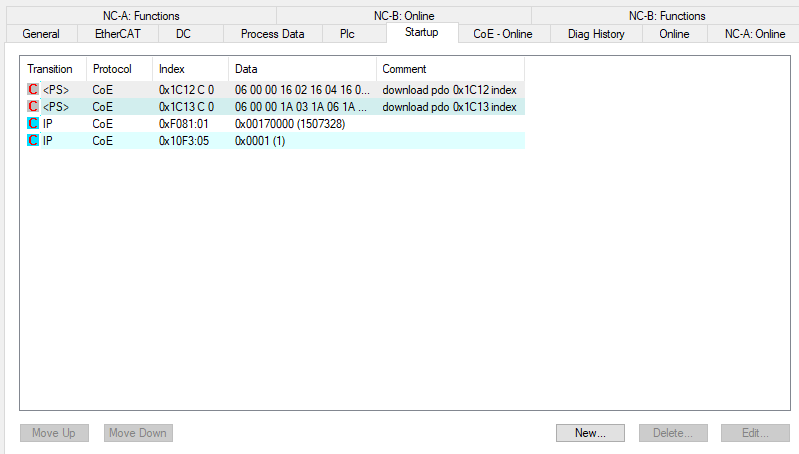 NC-A: Functions NC-B: Online NC-B: Functions
General EtherCAT DC Process Data Plc Startup CoE - Online Diag History Online NC-A: Online
Transition Protocol Index Data Comment
C <PS> CoE 0x1C12 C 0 06 00 00 16 02 16 04 16 0... download pdo 0x1C12 index
C <PS> CoE 0x1C13 C 0 06 00 00 1A 03 1A 06 1A ... download pdo 0x1C13 index
C IP CoE 0xF081:01 0x00170000 (1507328)
C IP CoE 0x10F3:05 0x0001 (1)
Move Up Move Down New... Delete... Edit...